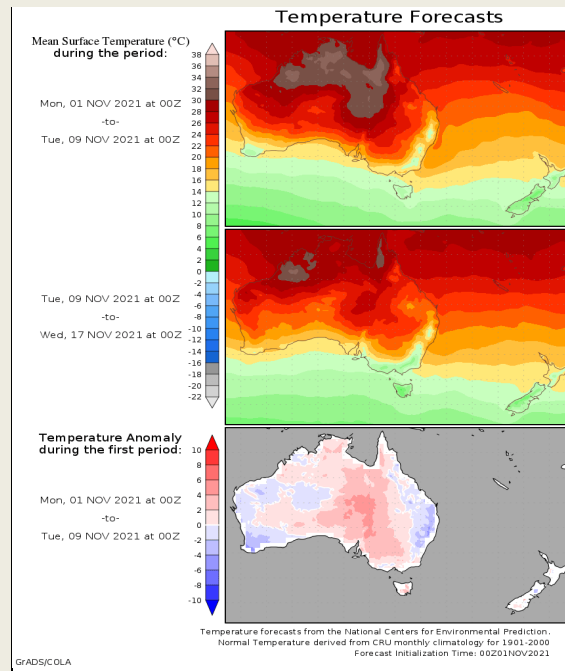 Temperature Forecasts
Mean Surface Temperature (°C)
during the period:
Mon, 01 NOV 2021 at 00Z
-to-
Tue, 09 NOV 2021 at 00Z
38
36
34
32
30
28
26
24
22
20
18
16
14
12
10
8
6
4
2
0
-2
-4
-6
-8
-10
-12
-14
-16
-18
-20
-22
Tue, 09 NOV 2021 at 00Z
-to-
Wed, 17 NOV 2021 at 00Z
Temperature Anomaly
during the first period:
Mon, 01 NOV 2021 at 00Z
-to-
Tue, 09 NOV 2021 at 00Z
10
8
6
4
2
0
-2
-4
-6
-8
-10
Temperature forecasts from the National Centers for Environmental Prediction.
Normal Temperature derived from CRU monthly climatology for 1901-2000
Forecast Initialization Time: 00Z01NOV2021
GrADS/COLA